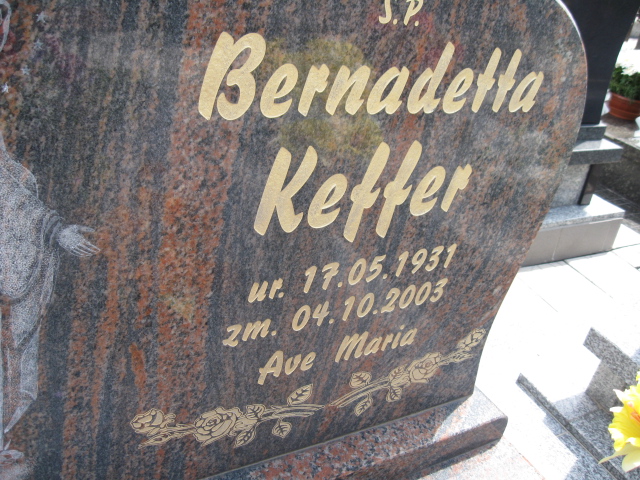 Ś.P.
Bernadetta
Keffer
ur. 17.05.1931
zm. 04.10.2003
Ave Maria